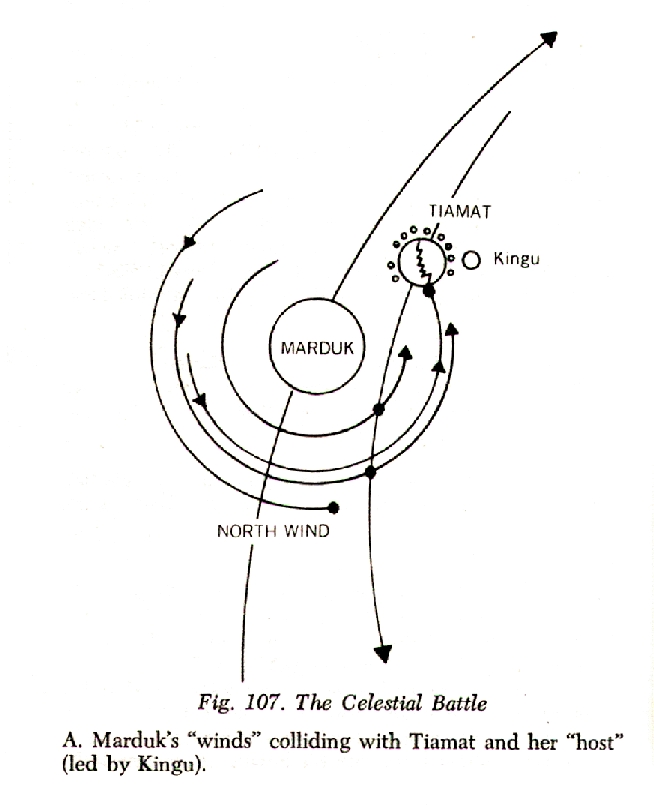 TIAMAT
Kingu
MARDUK
NORTH WIND
Fig. 107. The Celestial Battle
A. Marduk's "winds" colliding with Tiamat and her "host"
(led by Kingu).